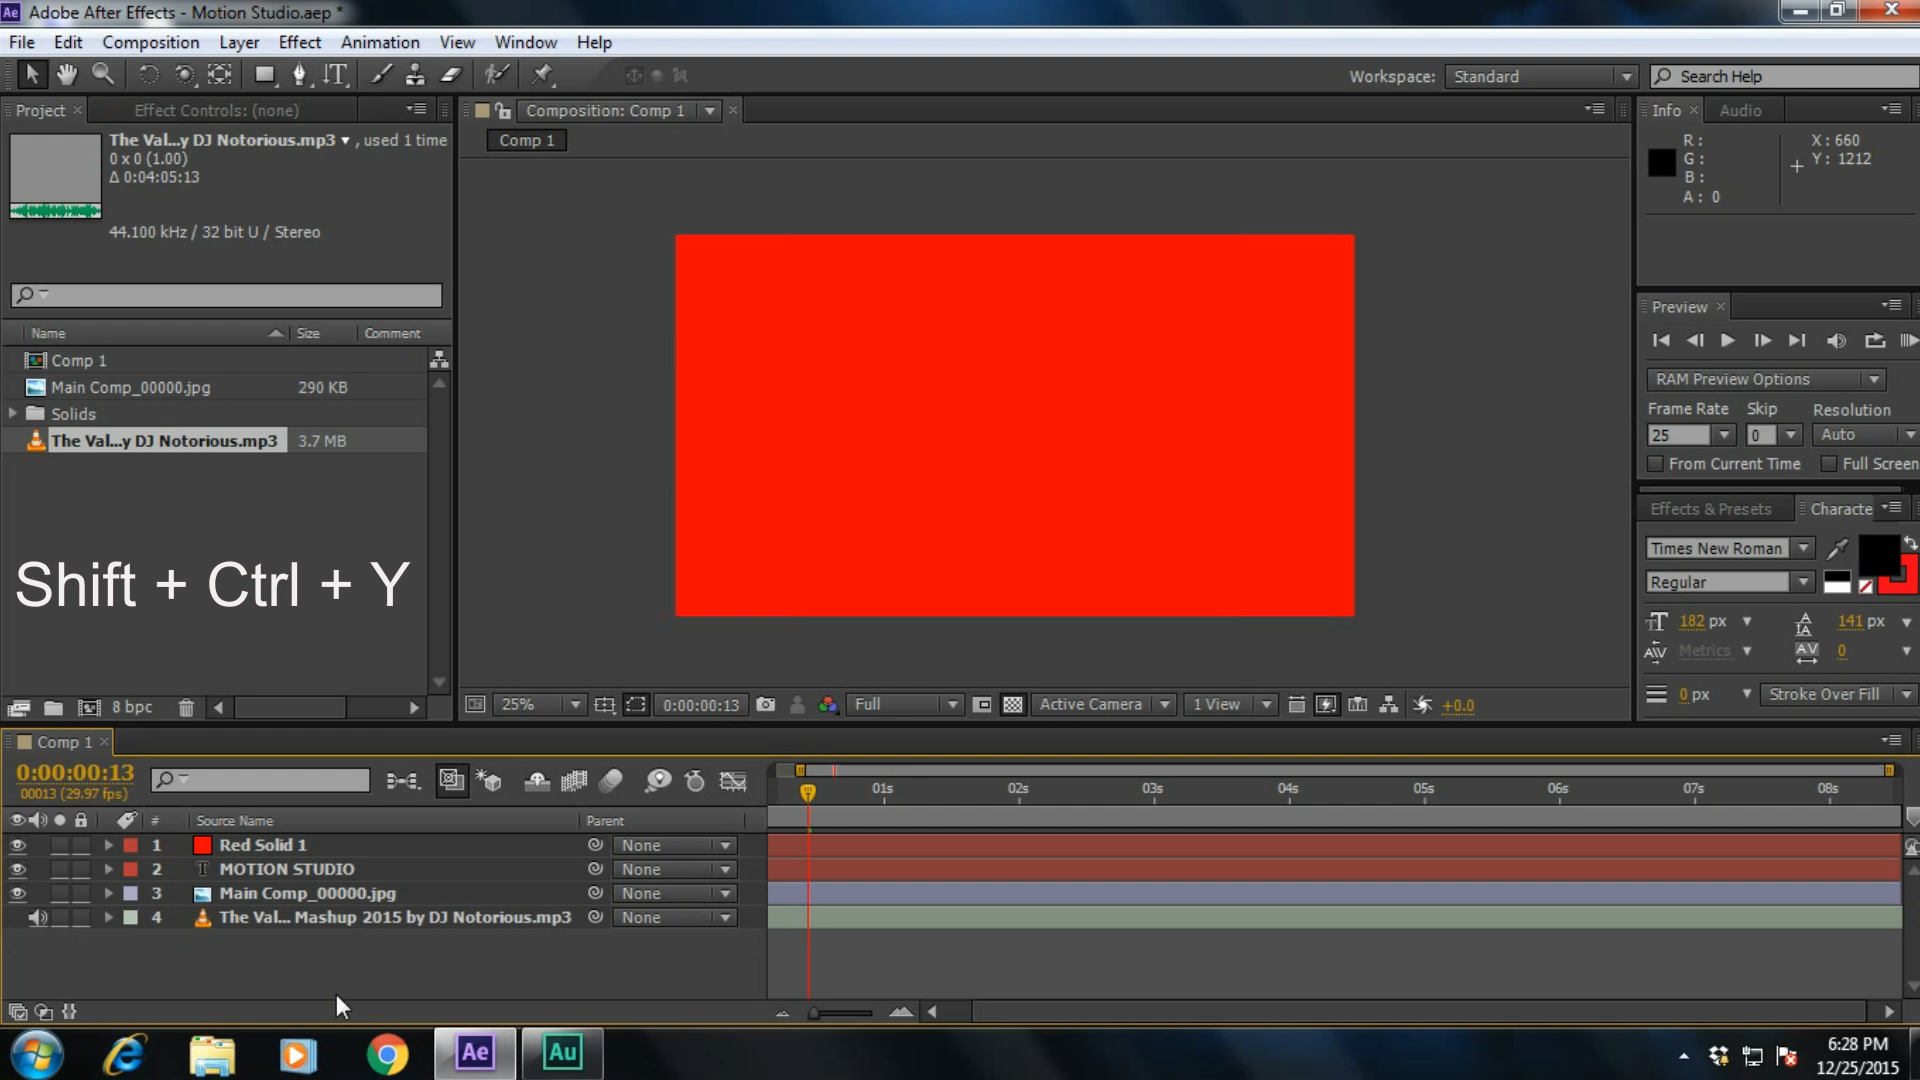 Ae Adobe After Effects - Motion Studio.aep *
File Edit Composition Layer Effect Animation View Window Help
Workspace: Standard Search Help
Project Effect Controls: (none)
Composition: Comp 1
Info Audio
The Val...y DJ Notorious.mp3 , used 1 time
0 x 0 (1.00)
Δ 0:04:05:13
44.100 kHz / 32 bit U / Stereo
Comp 1
R :
G :
B :
A : 0
X : 660
Y : 1212
Name Size Comment
Comp 1
Main Comp_00000.jpg 290 KB
Solids
The Val...y DJ Notorious.mp3 3.7 MB
Shift + Ctrl + Y
8 bpc
Preview
RAM Preview Options
Frame Rate Skip Resolution
25 0 Auto
From Current Time Full Screen
Effects & Presets Characte
Times New Roman
Regular
182 px 141 px
Metrics 0
0 px Stroke Over Fill
25% 0:00:00:13 Full Active Camera 1 View +0.0
Comp 1
0:00:00:13
00013 (29.97 fps)
01s 02s 03s 04s 05s 06s 07s 08s
# Source Name Parent
1 Red Solid 1 None
2 T MOTION STUDIO None
3 Main Comp_00000.jpg None
4 The Val... Mashup 2015 by DJ Notorious.mp3 None
Ae Au
6:28 PM
12/25/2015